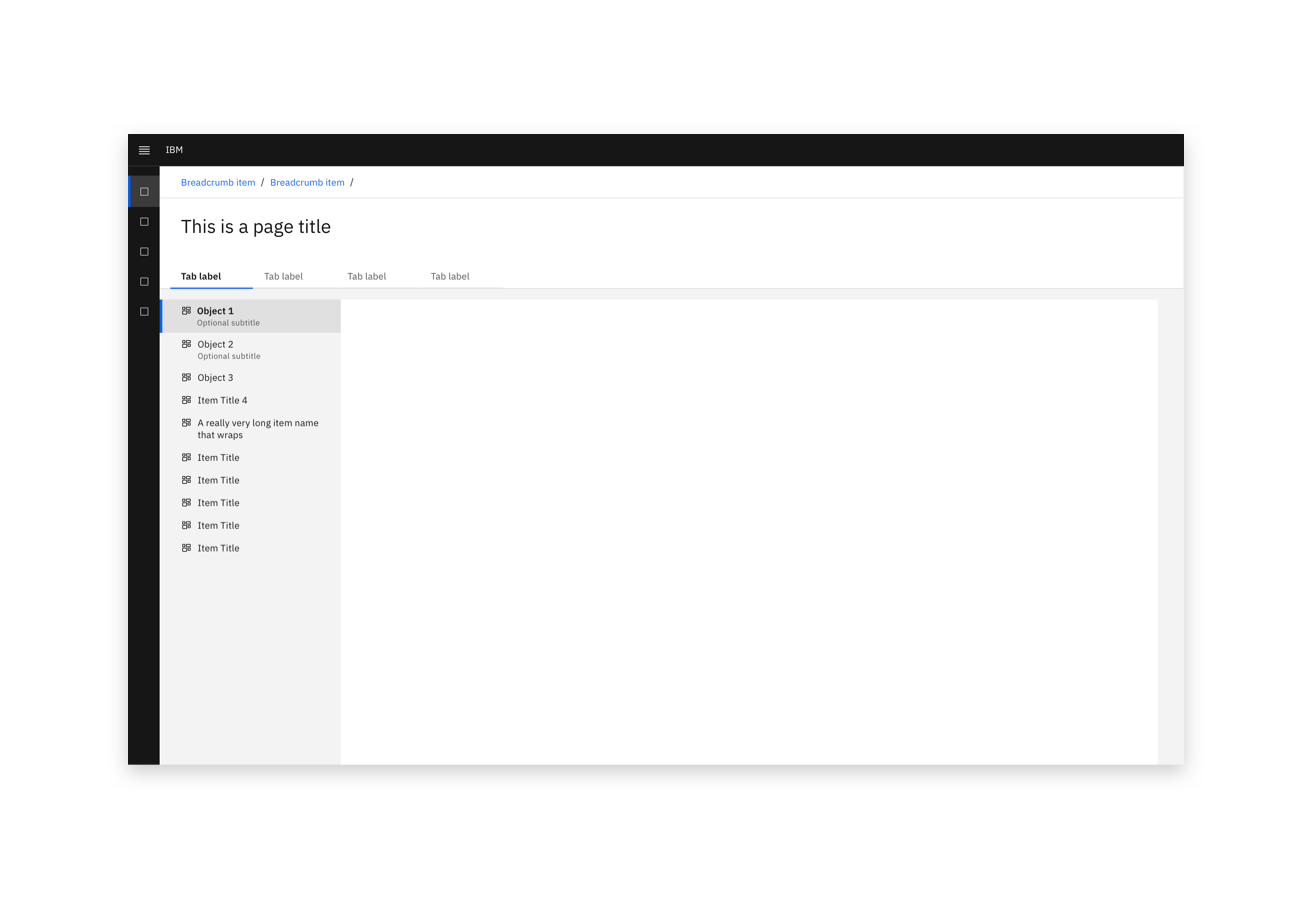 IBM
Breadcrumb item / Breadcrumb item /
This is a page title
Tab label Tab label Tab label Tab label
Object 1
Optional subtitle
Object 2
Optional subtitle
Object 3
Item Title 4
A really very long item name
that wraps
Item Title
Item Title
Item Title
Item Title
Item Title